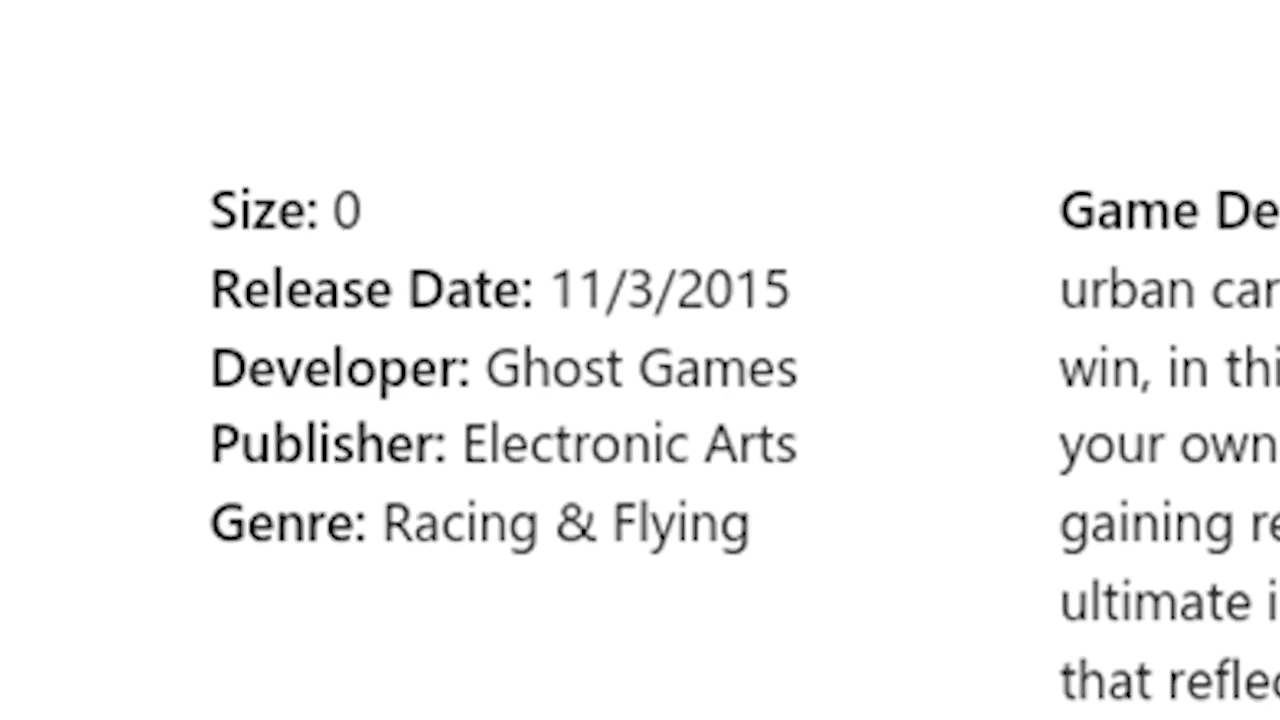 Size: 0
Release Date: 11/3/2015
Developer: Ghost Games
Publisher: Electronic Arts
Genre: Racing & Flying
Game De
urban car
win, in thi
your own
gaining re
ultimate i
that reflec